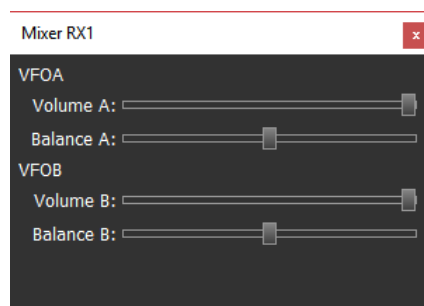 Mixer RX1
x
VFOA
Volume A:
Balance A:
VFOB
Volume B:
Balance B: